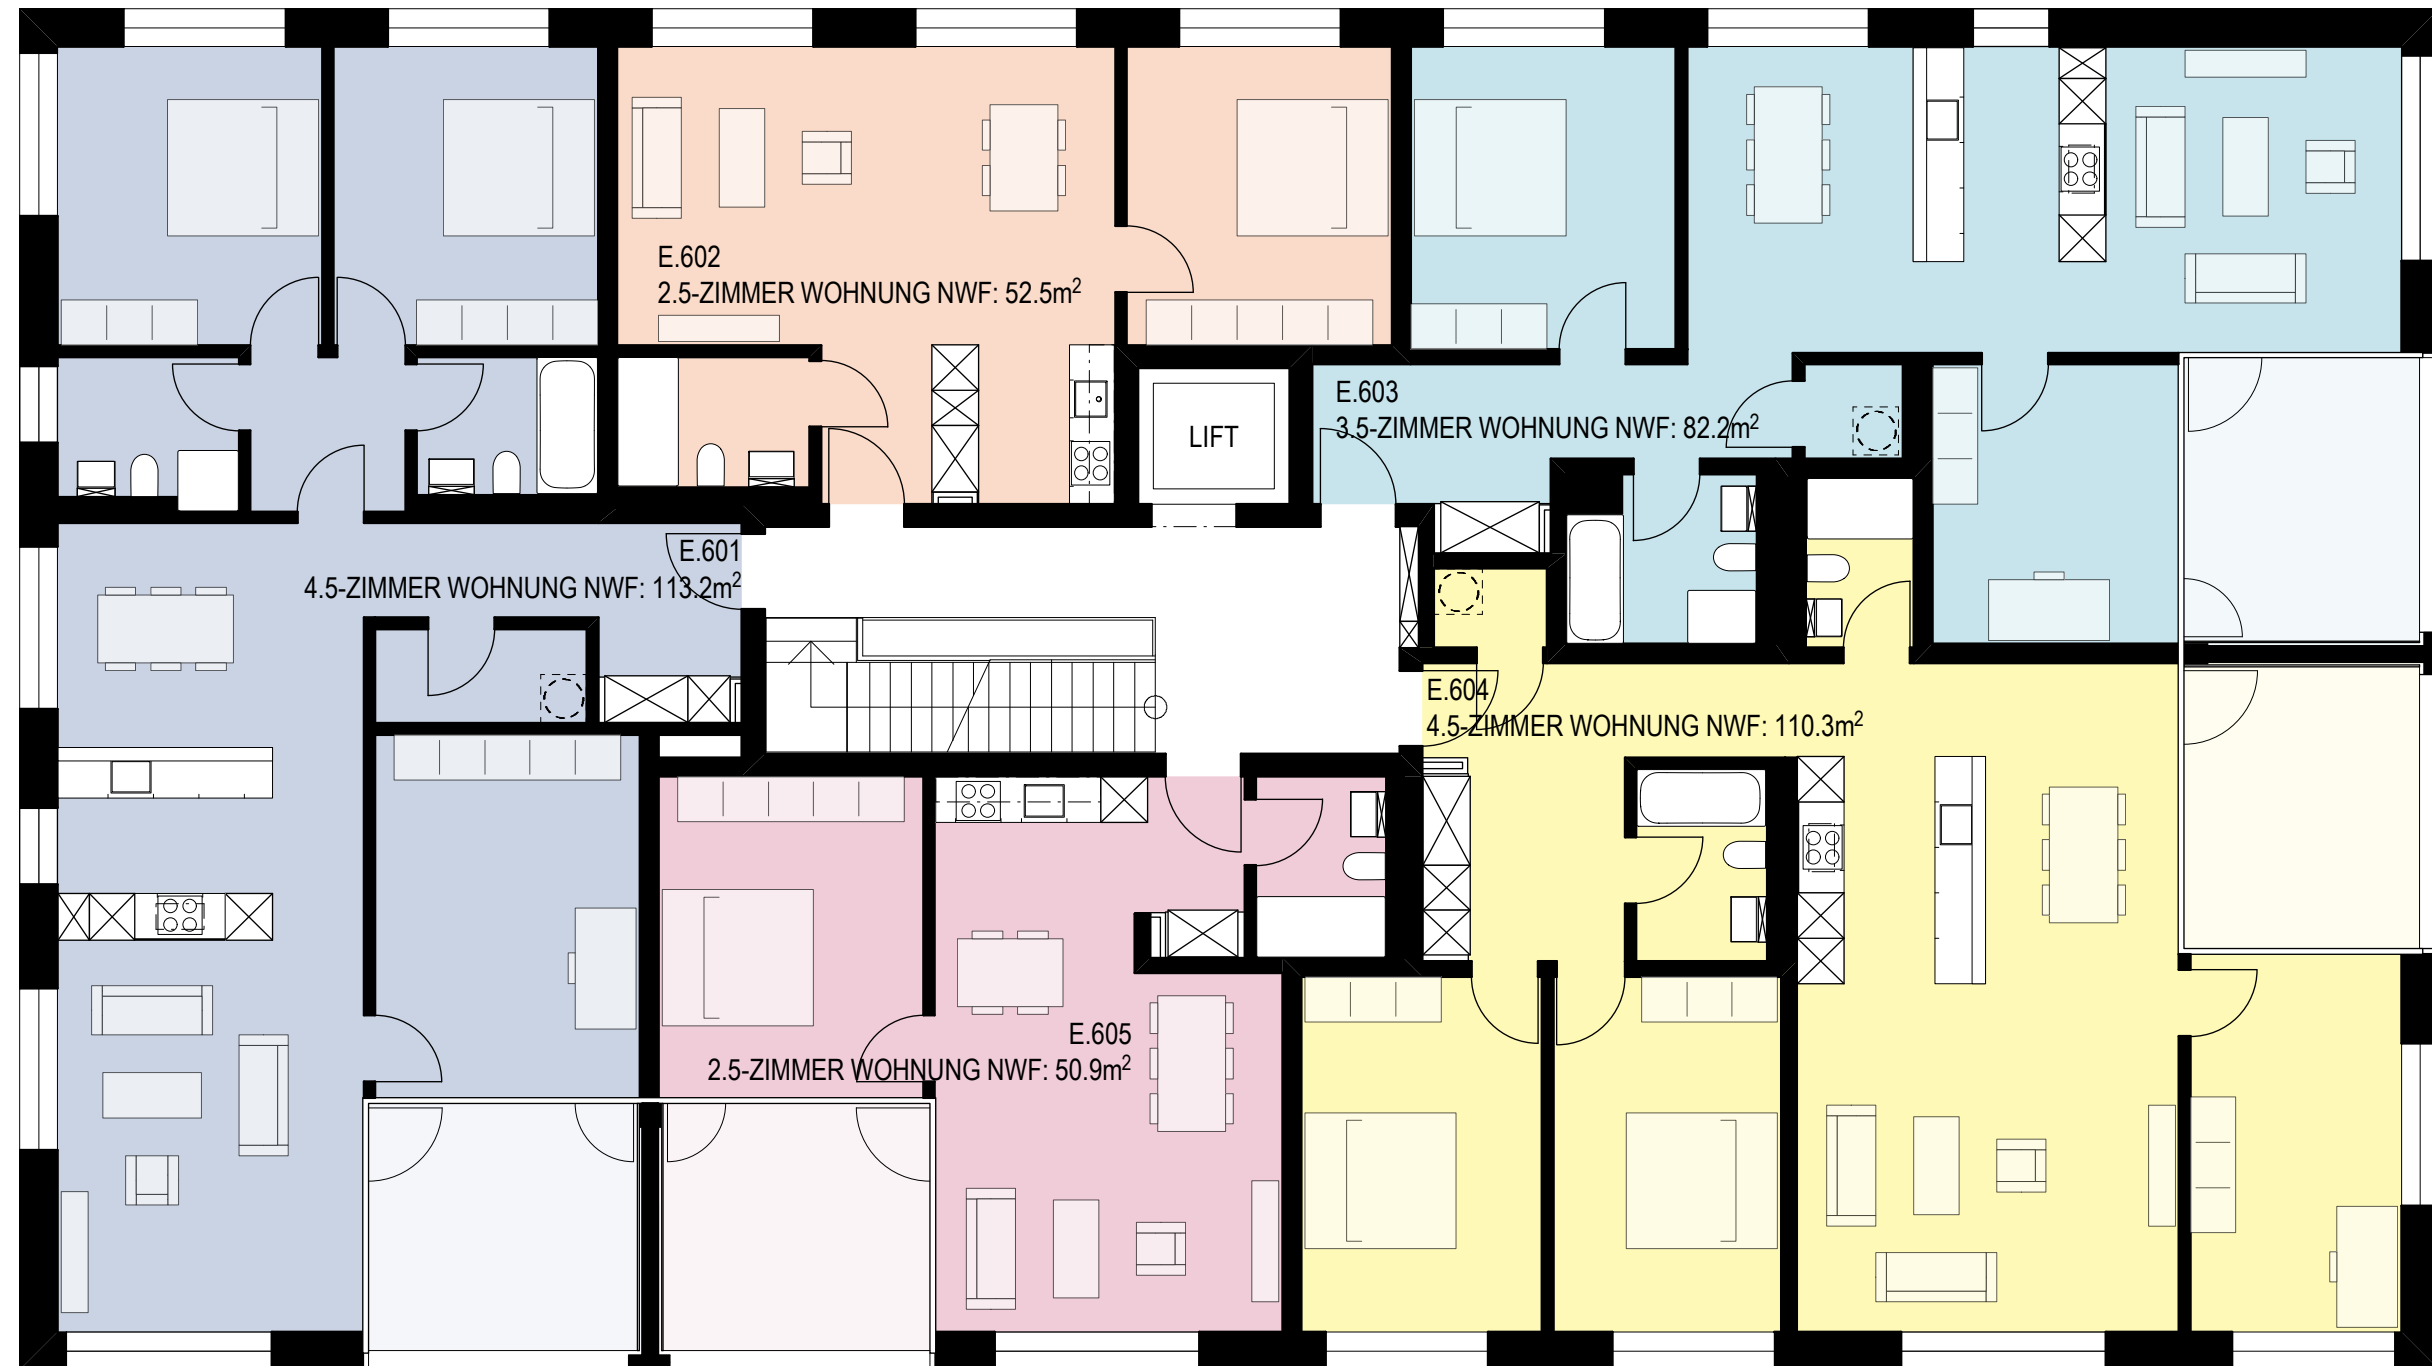 E.602
2.5-ZIMMER WOHNUNG NWF: 52.5m²
E.603
3.5-ZIMMER WOHNUNG NWF: 82.2m²
LIFT
E.601
4.5-ZIMMER WOHNUNG NWF: 113.2m²
E.604
4.5-ZIMMER WOHNUNG NWF: 110.3m²
E.605
2.5-ZIMMER WOHNUNG NWF: 50.9m²